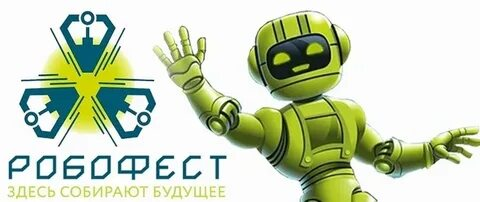 РОБОФЕСТ
ЗДЕСЬ СОБИРАЮТ БУДУЩЕЕ